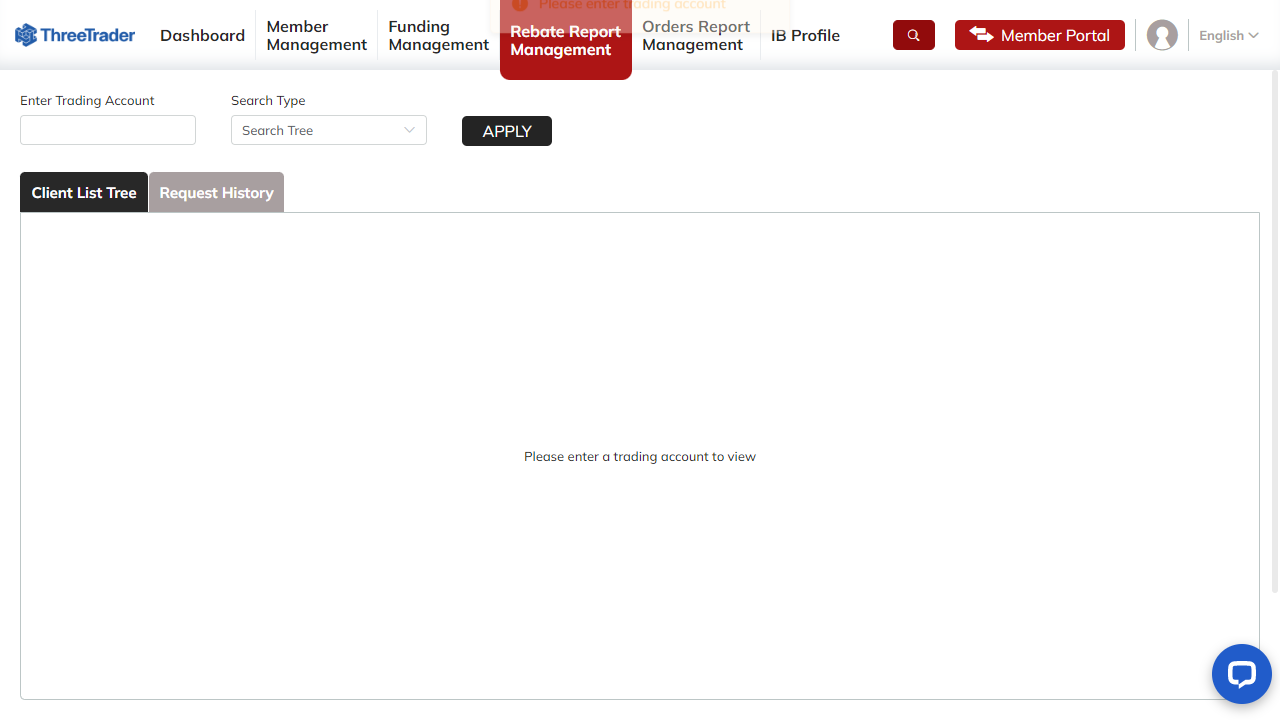 Please enter trading account
ThreeTrader
Dashboard
Member
Management
Funding
Management
Rebate Report
Management
Orders Report
Management
IB Profile
Member Portal
English
Enter Trading Account
Search Type
Search Tree
APPLY
Client List Tree
Request History
Please enter a trading account to view